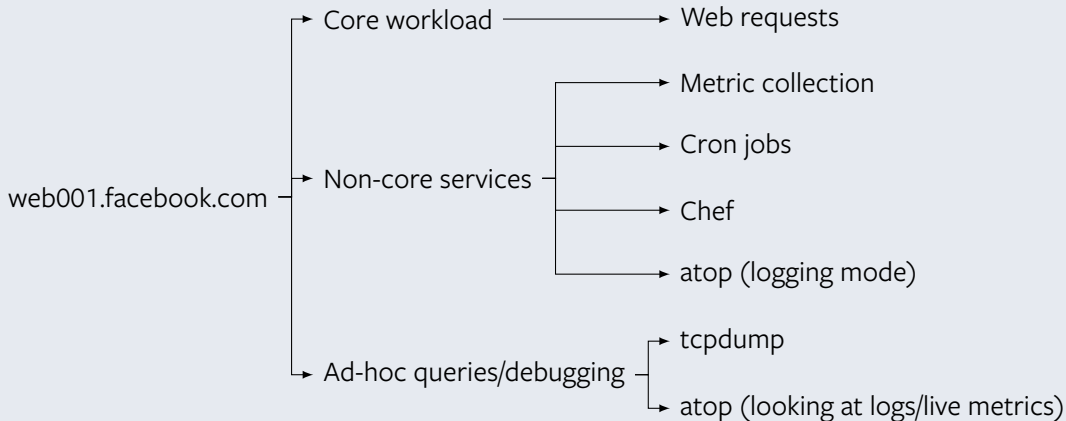 web001.facebook.com
Core workload
Web requests
Non-core services
Metric collection
Cron jobs
Chef
atop (logging mode)
Ad-hoc queries/debugging
tcpdump
atop (looking at logs/live metrics)